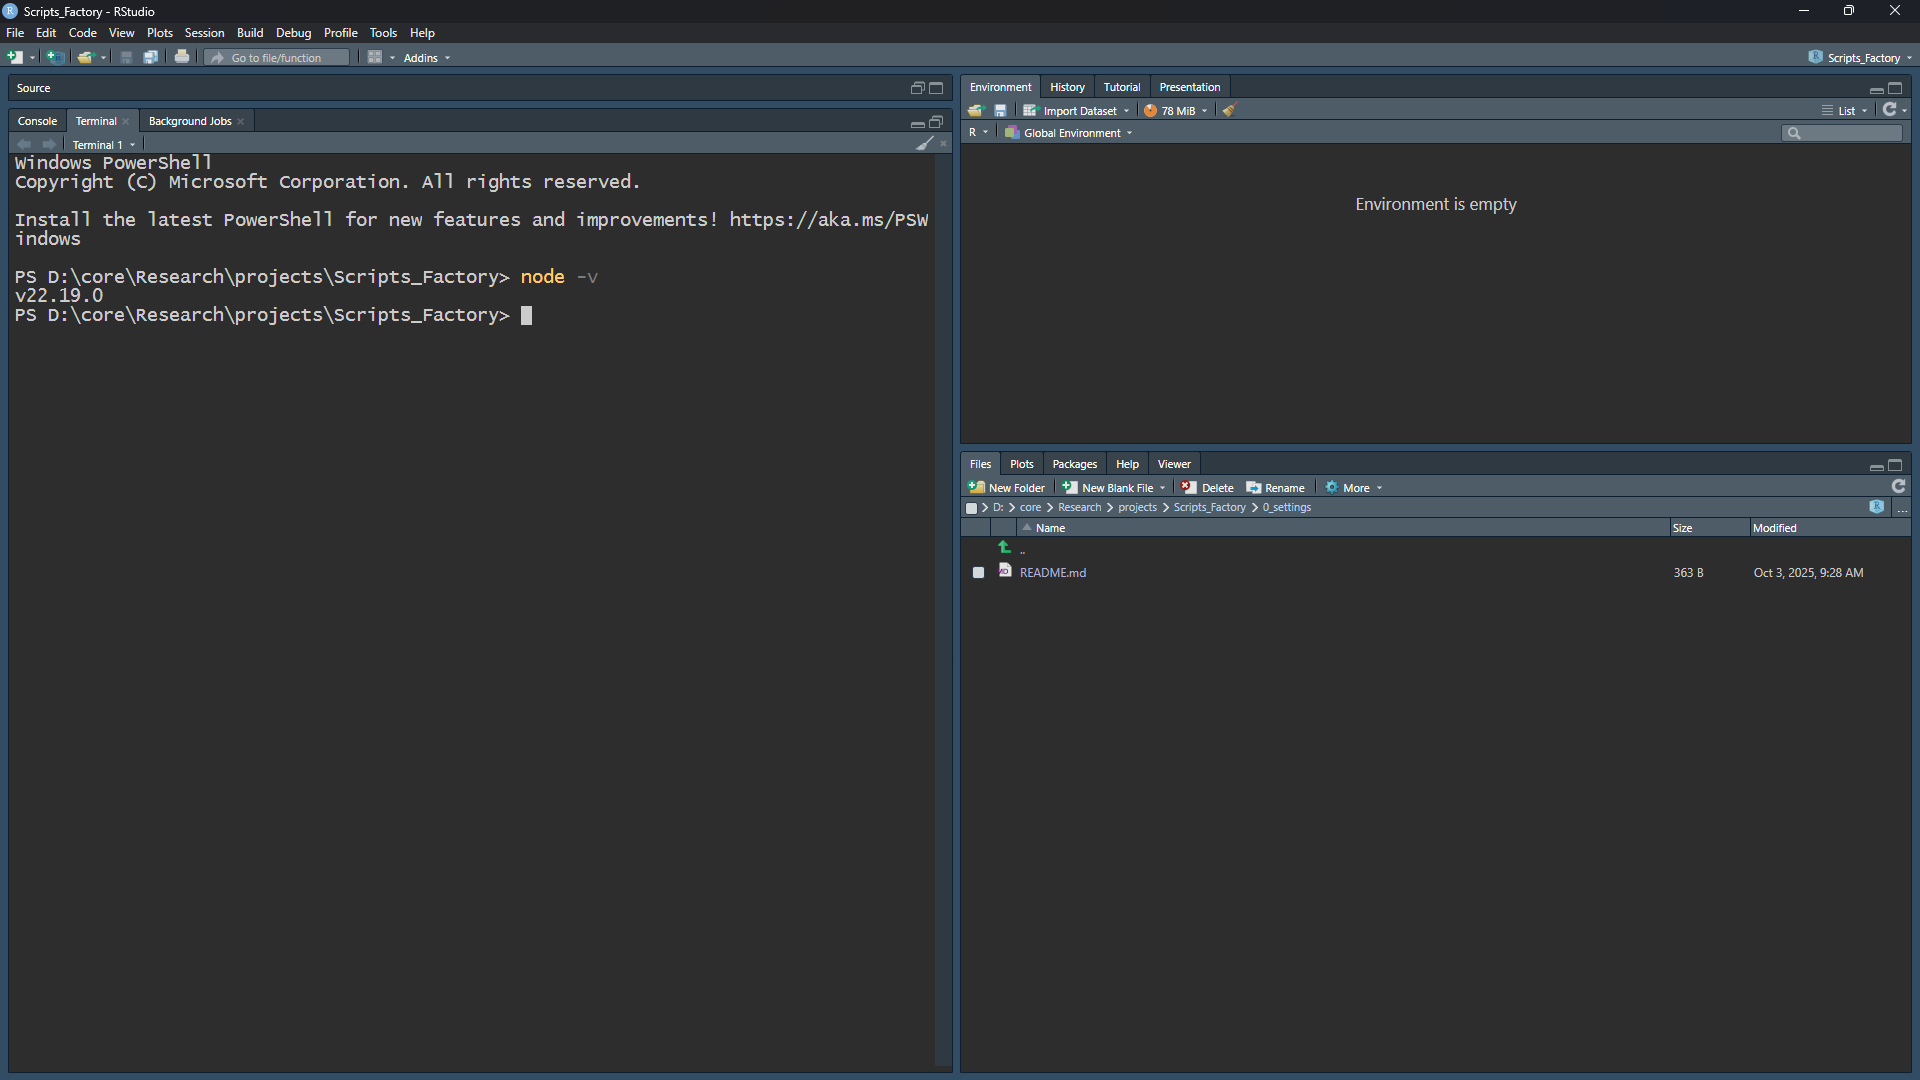 Scripts_Factory - RStudio
File Edit Code View Plots Session Build Debug Profile Tools Help
Go to file/function Addins Scripts_Factory
Source
Console Terminal Background Jobs
Terminal 1
Windows PowerShell
Copyright (C) Microsoft Corporation. All rights reserved.
Install the latest PowerShell for new features and improvements! https://aka.ms/PSW
indows
PS D:\core\Research\projects\Scripts_Factory> node -v
v22.19.0
PS D:\core\Research\projects\Scripts_Factory>
Environment History Tutorial Presentation
Import Dataset 78 MiB List
R Global Environment
Environment is empty
Files Plots Packages Help Viewer
New Folder New Blank File Delete Rename More
D: core Research projects Scripts_Factory 0_settings ...
Name Size Modified
..
README.md 363 B Oct 3, 2025, 9:28 AM